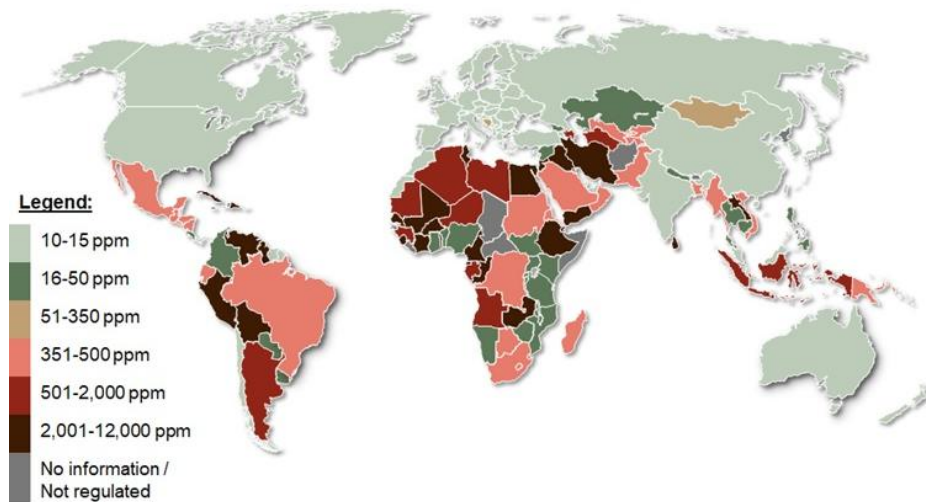 Legend:
10-15 ppm
16-50 ppm
51-350 ppm
351-500 ppm
501-2,000 ppm
2,001-12,000 ppm
No information /
Not regulated